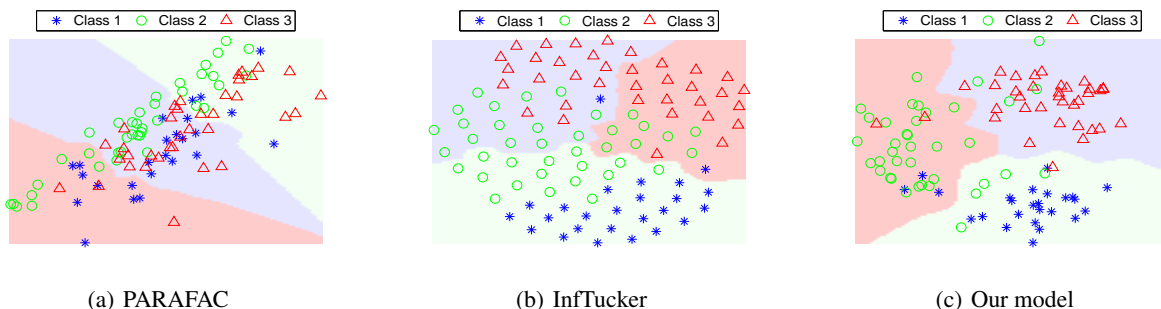 Class 1 Class 2 Class 3
Class 1 Class 2 Class 3
Class 1 Class 2 Class 3
(a) PARAFAC
(b) InfTucker
(c) Our model